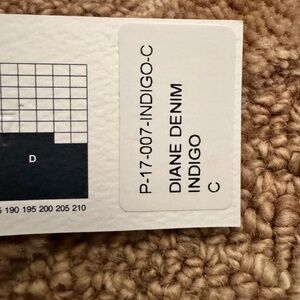 D
190 195 200 205 210
P-17-007-INDIGO-C
DIANE DENIM
INDIGO
C